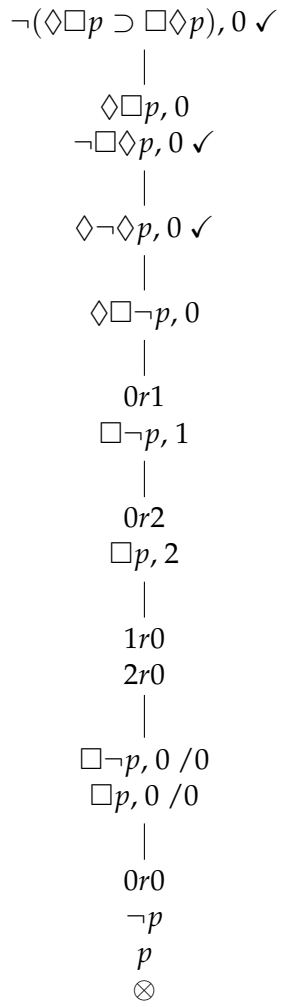 ¬(◊□p ⊃ □◊p), 0 ✓
◊□p, 0
¬□◊p, 0 ✓
◊¬◊p, 0 ✓
◊□¬p, 0
0r1
□¬p, 1
0r2
□p, 2
1r0
2r0
□¬p, 0 /0
□p, 0 /0
0r0
¬p
p
⊗